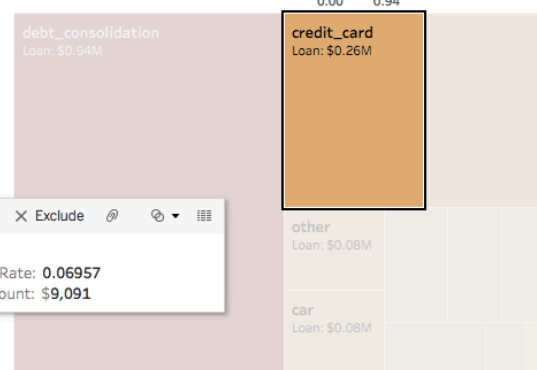 0.00 0.94
debt_consolidation
Loan: $0.94M
credit_card
Loan: $0.26M
Exclude
Rate: 0.06957
ount: $9,091
other
Loan: $0.08M
car
Loan: $0.08M